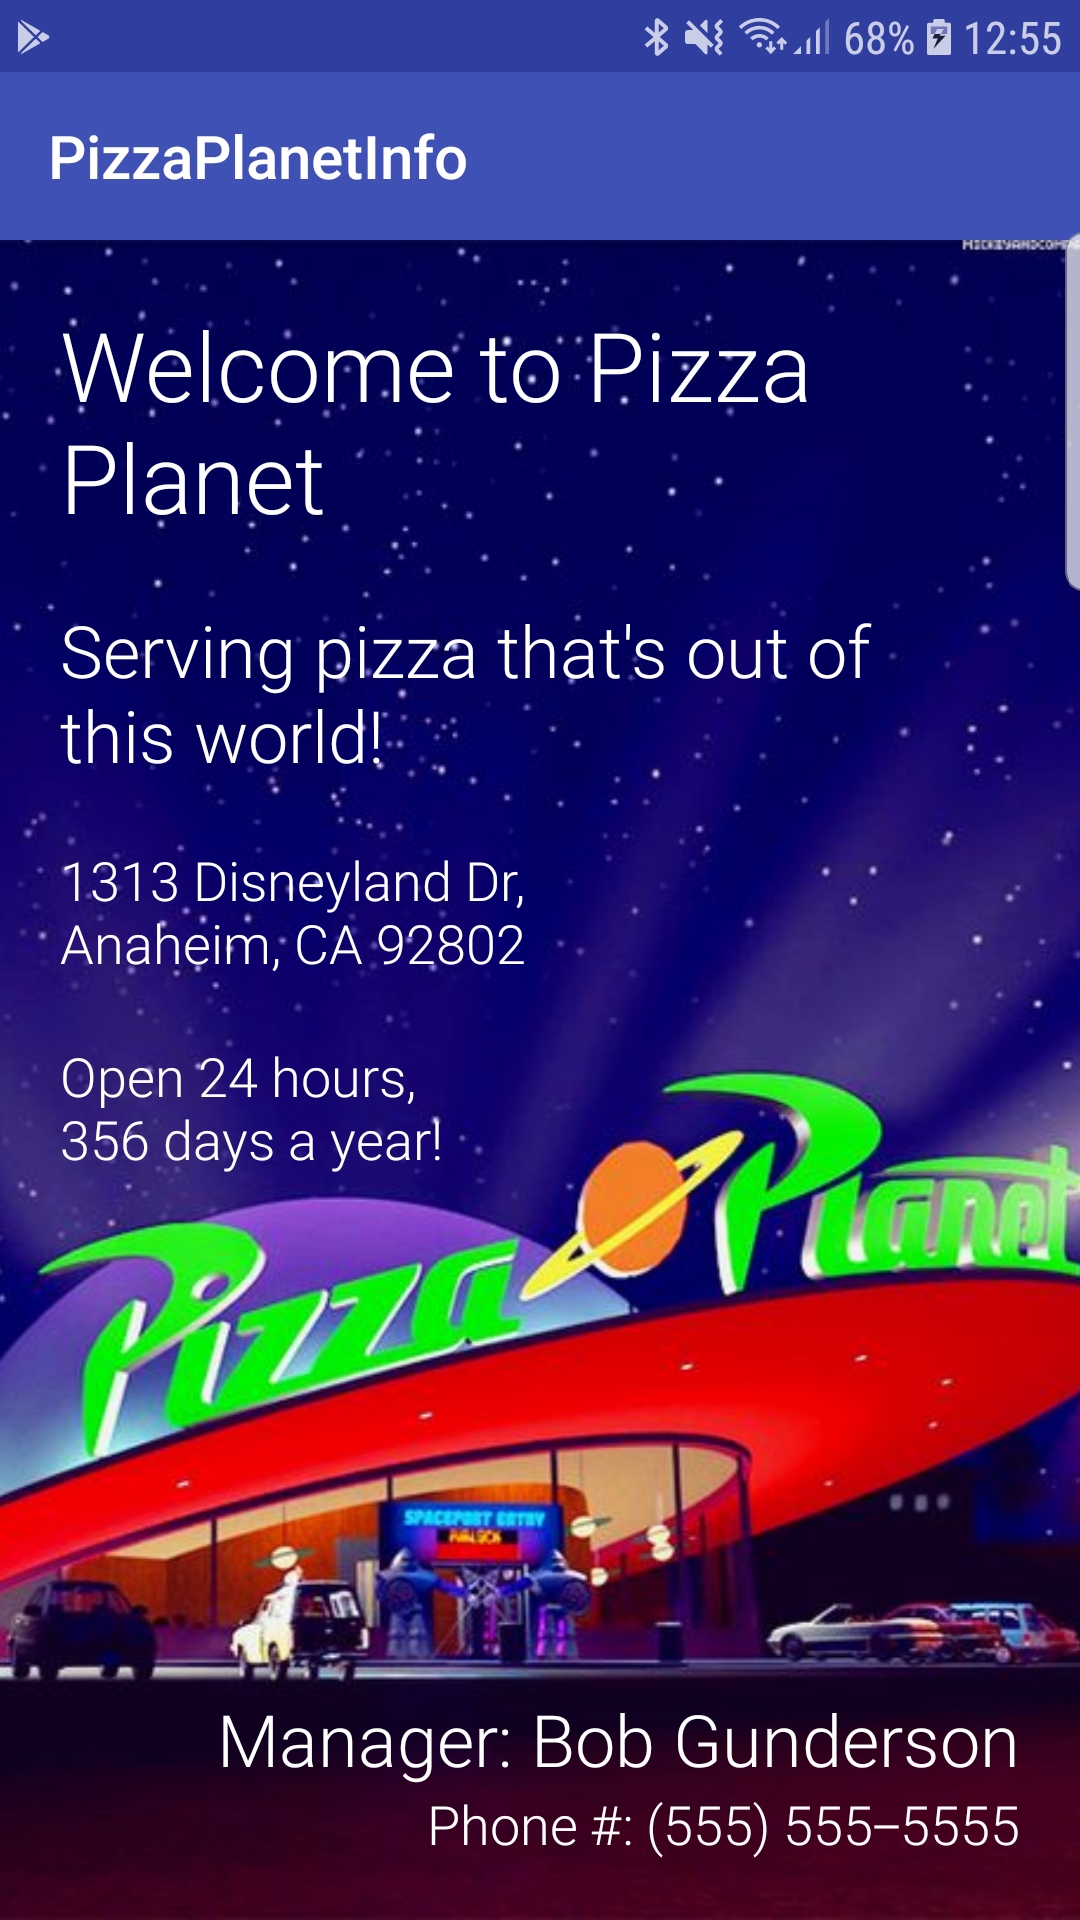 68% 12:55
PizzaPlanetInfo
Welcome to Pizza
Planet
Serving pizza that's out of
this world!
1313 Disneyland Dr,
Anaheim, CA 92802
Open 24 hours,
356 days a year!
Pizza Planet
SPACEPORT ENTRY
Manager: Bob Gunderson
Phone #: (555) 555-5555